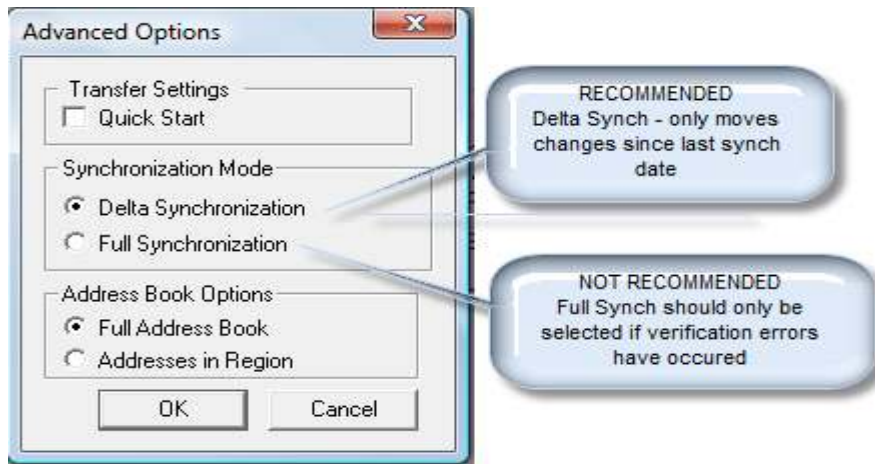 Advanced Options
Transfer Settings
Quick Start
Synchronization Mode
Delta Synchronization
Full Synchronization
Address Book Options
Full Address Book
Addresses in Region
OK
Cancel
RECOMMENDED
Delta Synch - only moves
changes since last synch
date
NOT RECOMMENDED
Full Synch should only be
selected if verification errors
have occured